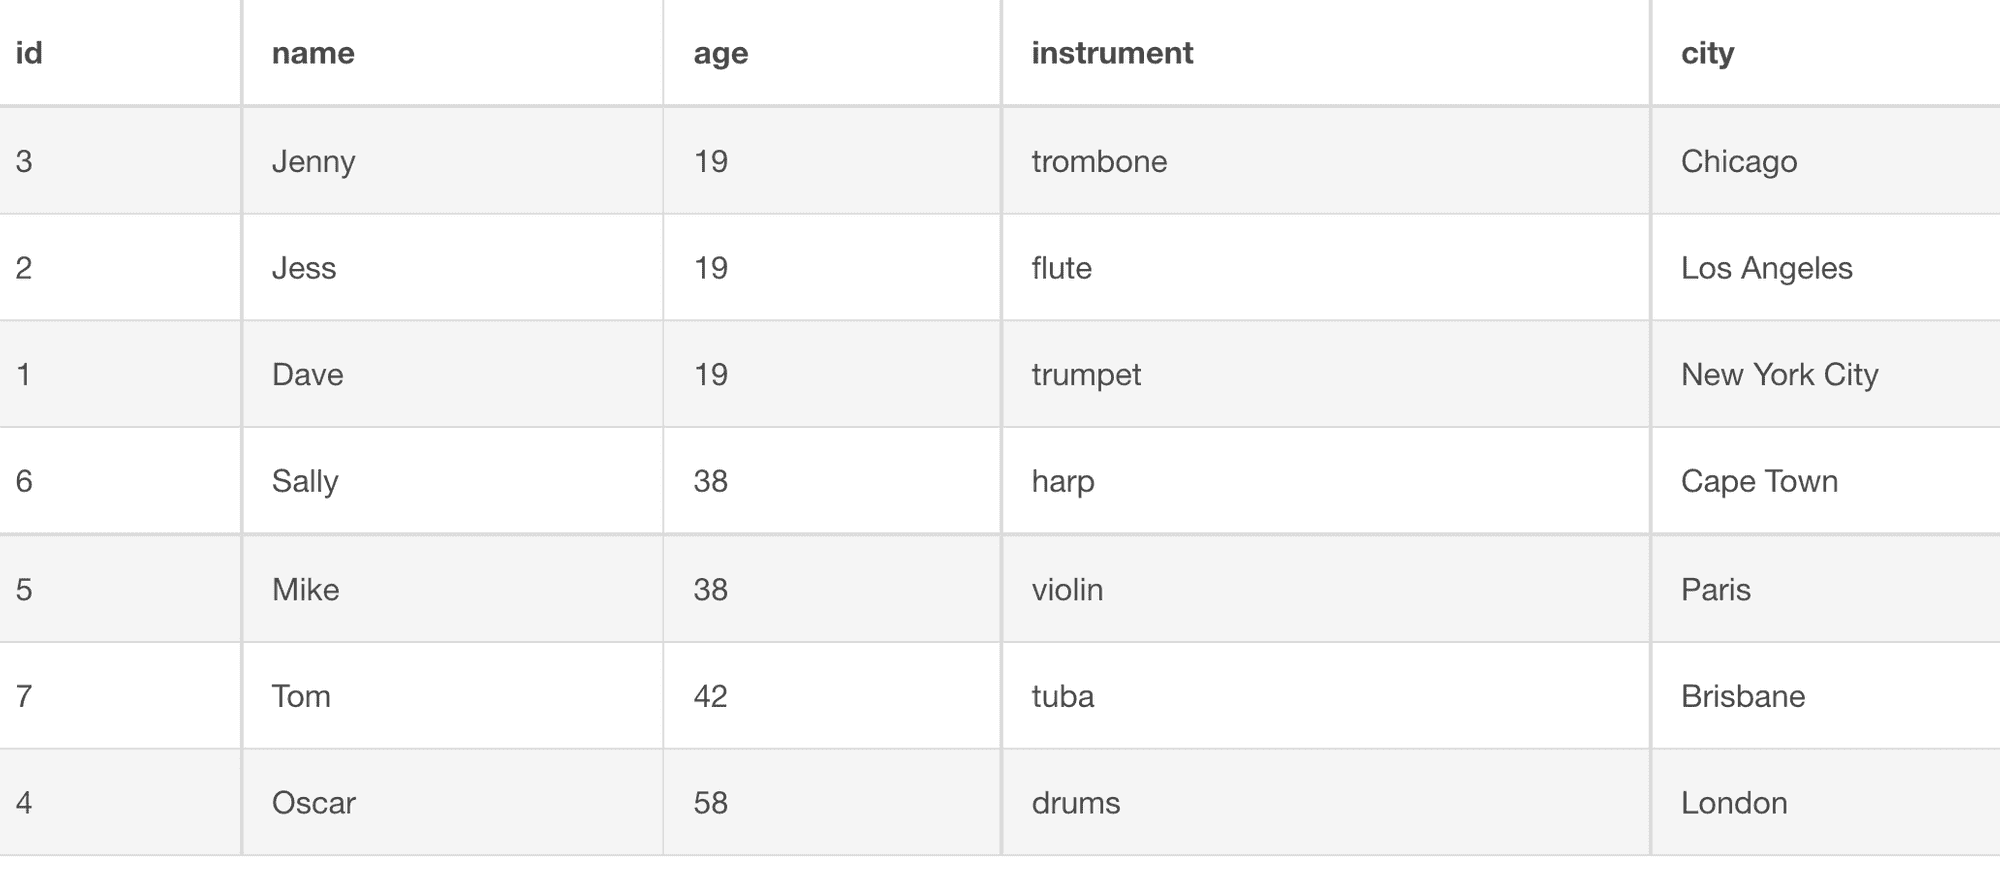 id name age instrument city
3 Jenny 19 trombone Chicago
2 Jess 19 flute Los Angeles
1 Dave 19 trumpet New York City
6 Sally 38 harp Cape Town
5 Mike 38 violin Paris
7 Tom 42 tuba Brisbane
4 Oscar 58 drums London